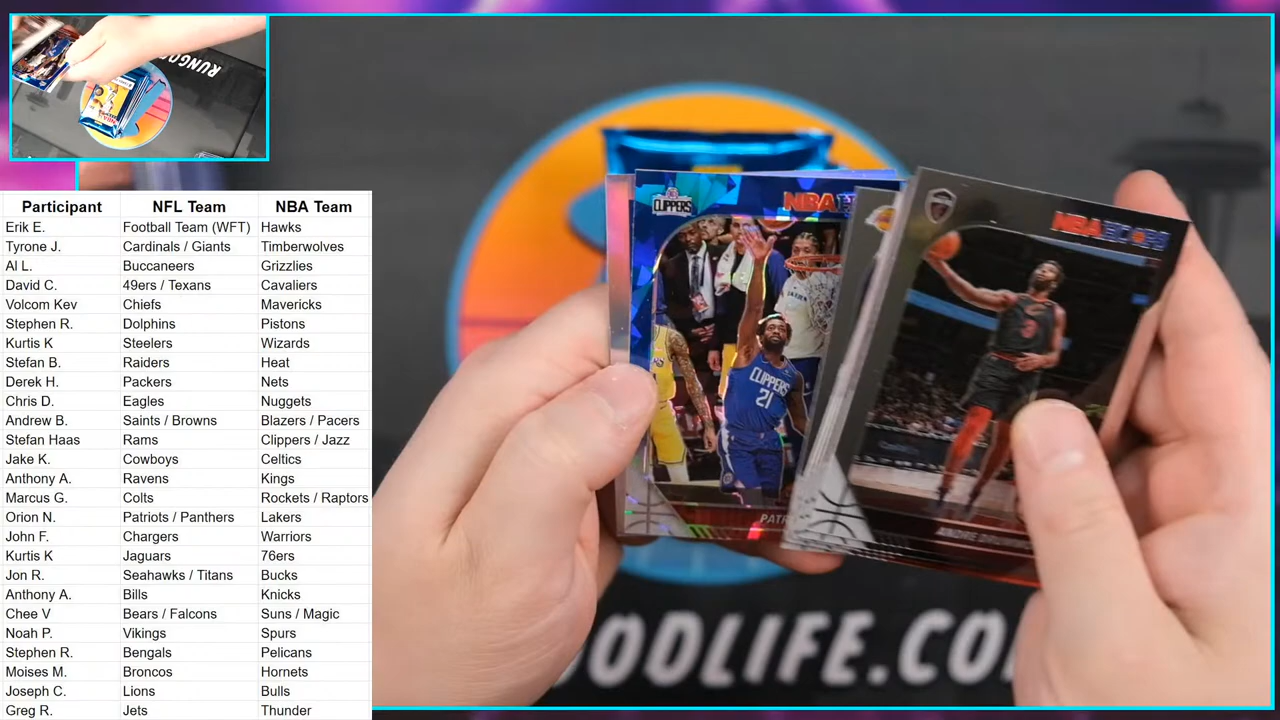 RUNGOOD
Participant NFL Team NBA Team
Erik E. Football Team (WFT) Hawks
Tyrone J. Cardinals / Giants Timberwolves
Al L. Buccaneers Grizzlies
David C. 49ers / Texans Cavaliers
Volcom Kev Chiefs Mavericks
Stephen R. Dolphins Pistons
Kurtis K Steelers Wizards
Stefan B. Raiders Heat
Derek H. Packers Nets
Chris D. Eagles Nuggets
Andrew B. Saints / Browns Blazers / Pacers
Stefan Haas Rams Clippers / Jazz
Jake K. Cowboys Celtics
Anthony A. Ravens Kings
Marcus G. Colts Rockets / Raptors
Orion N. Patriots / Panthers Lakers
John F. Chargers Warriors
Kurtis K Jaguars 76ers
Jon R. Seahawks / Titans Bucks
Anthony A. Bills Knicks
Chee V Bears / Falcons Suns / Magic
Noah P. Vikings Spurs
Stephen R. Bengals Pelicans
Moises M. Broncos Hornets
Joseph C. Lions Bulls
Greg R. Jets Thunder
CLIPPERS
NBA
CLIPPERS
21
NBA HOOPS
ANDRE
OODLIFE.CO